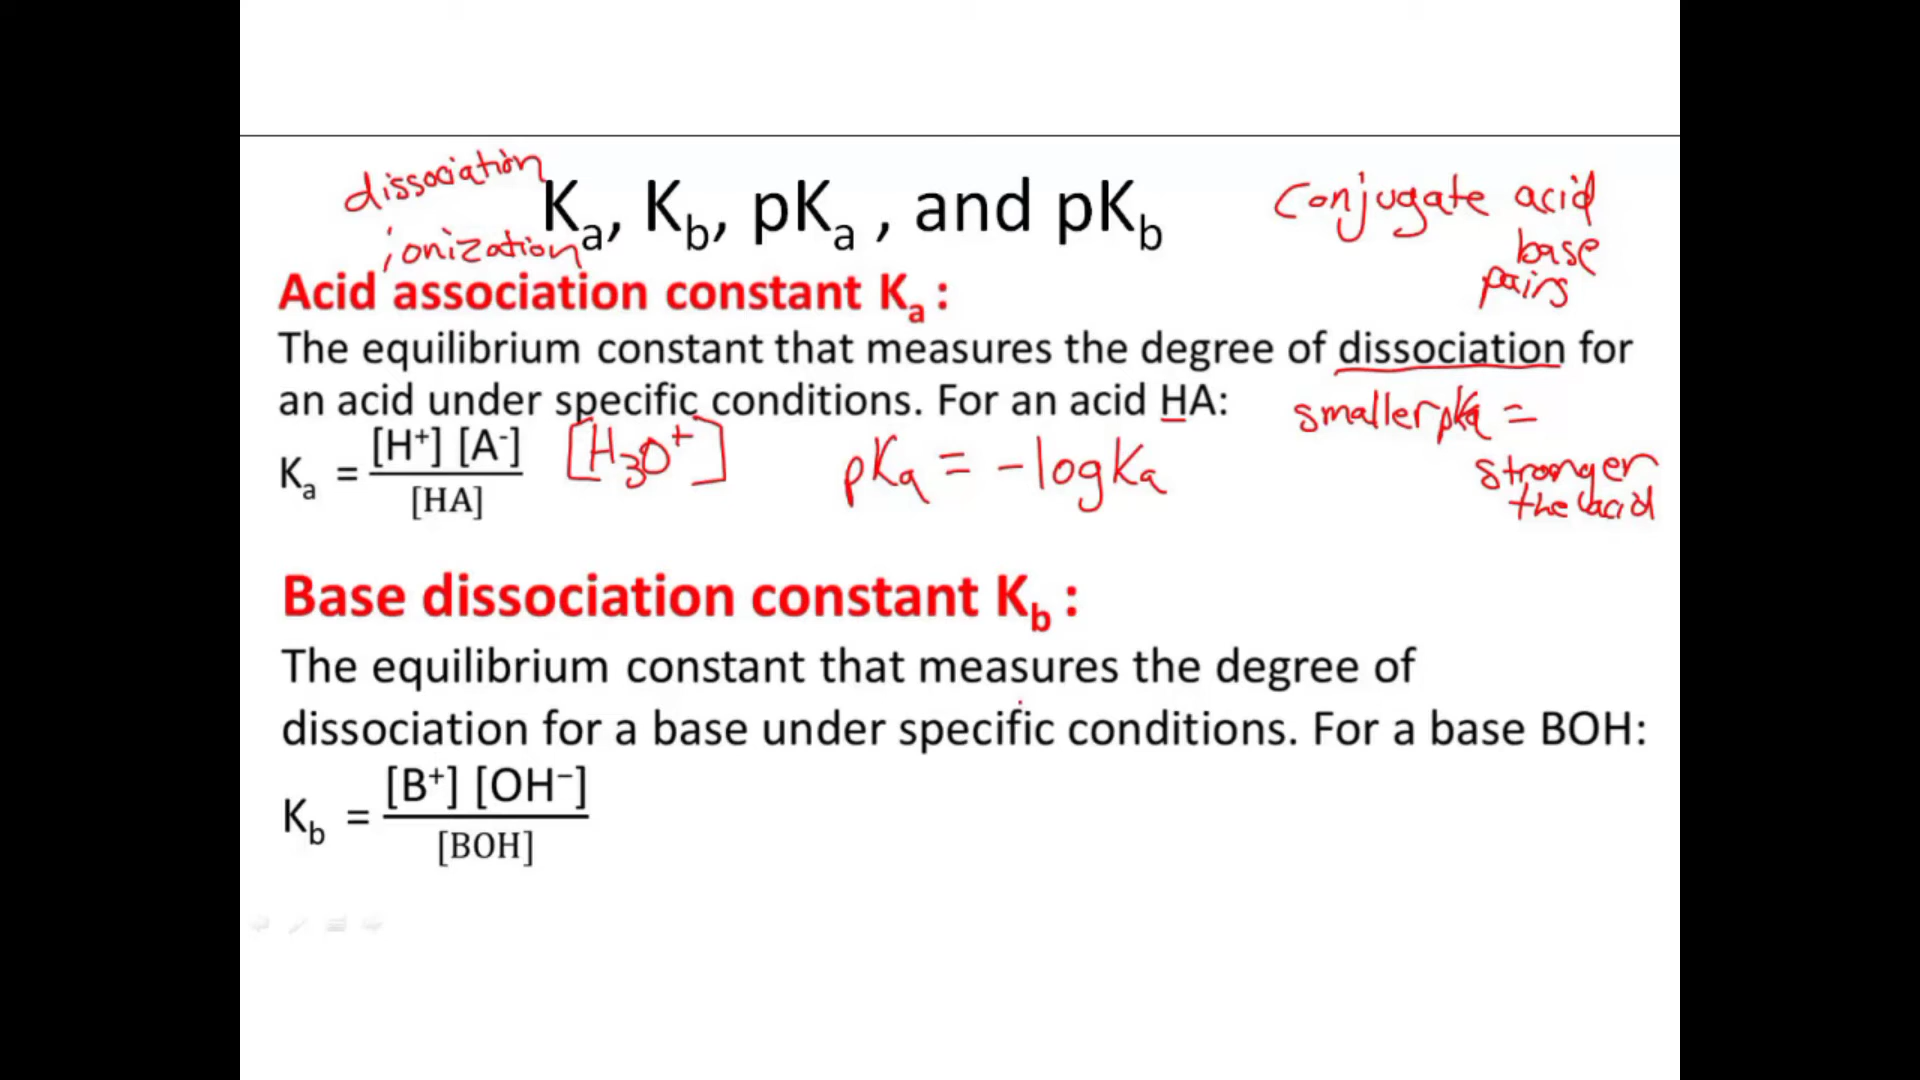 dissociation
Ka, Kb, pKa , and pKb
conjugate acid
base
pairs
ionization
Acid association constant Ka :
The equilibrium constant that measures the degree of dissociation for
an acid under specific conditions. For an acid HA:
smaller pKa =
stronger
the acid
Ka = [H+] [A-]
[HA]
[H3O+]
pKa = -log Ka
Base dissociation constant Kb :
The equilibrium constant that measures the degree of
dissociation for a base under specific conditions. For a base BOH:
Kb = [B+] [OH−]
[BOH]